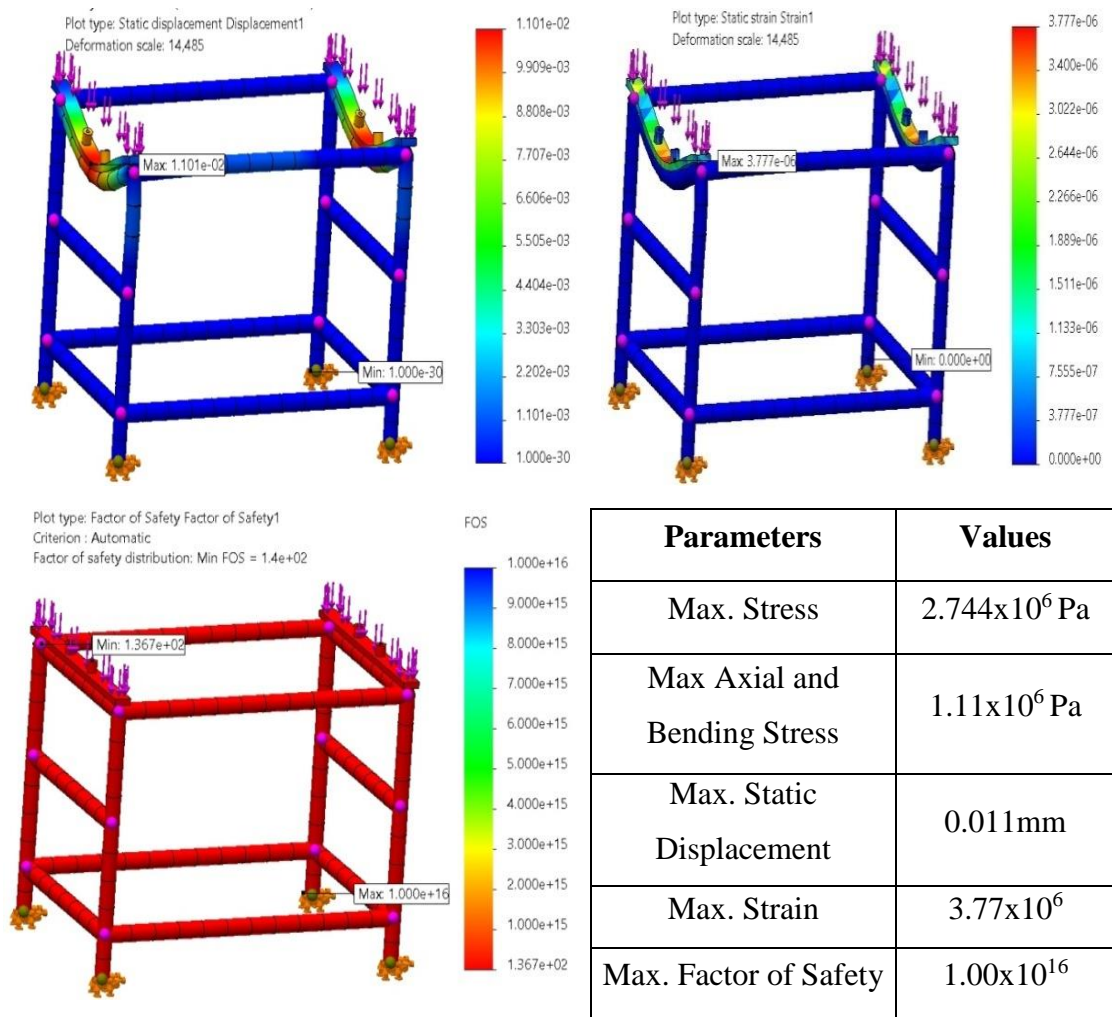 Plot type: Static displacement Displacement1
Deformation scale: 14,485
1.101e-02
9.909e-03
8.808e-03
7.707e-03
6.606e-03
5.505e-03
4.404e-03
3.303e-03
2.202e-03
1.101e-03
1.000e-30
Max: 1.101e-02
Min: 1.000e-30
Plot type: Static strain Strain1
Deformation scale: 14,485
3.777e-06
3.400e-06
3.022e-06
2.644e-06
2.266e-06
1.889e-06
1.511e-06
1.133e-06
7.555e-07
3.777e-07
0.000e+00
Max: 3.777e-06
Min: 0.000e+00
Plot type: Factor of Safety Factor of Safety1
Criterion : Automatic
Factor of safety distribution: Min FOS = 1.4e+02
FOS
1.000e+16
9.000e+15
8.000e+15
7.000e+15
6.000e+15
5.000e+15
4.000e+15
3.000e+15
2.000e+15
1.000e+15
1.367e+02
Min: 1.367e+02
Max: 1.000e+16
Parameters Values
Max. Stress 2.744x10⁶ Pa
Max Axial and
Bending Stress 1.11x10⁶ Pa
Max. Static
Displacement 0.011mm
Max. Strain 3.77x10⁶
Max. Factor of Safety 1.00x10¹⁶